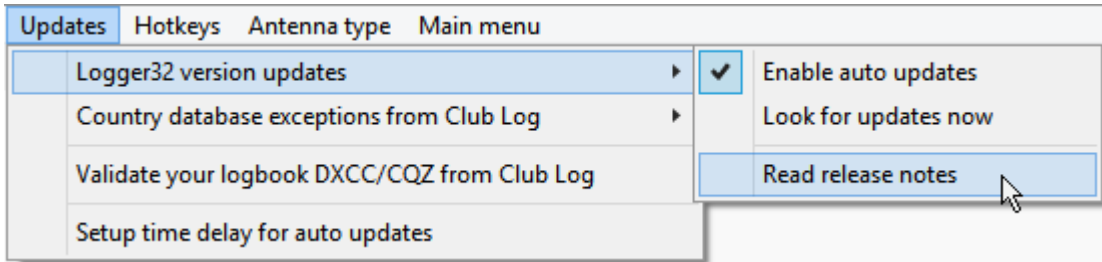 Updates Hotkeys Antenna type Main menu
Logger32 version updates
Country database exceptions from Club Log
Validate your logbook DXCC/CQZ from Club Log
Setup time delay for auto updates
Enable auto updates
Look for updates now
Read release notes